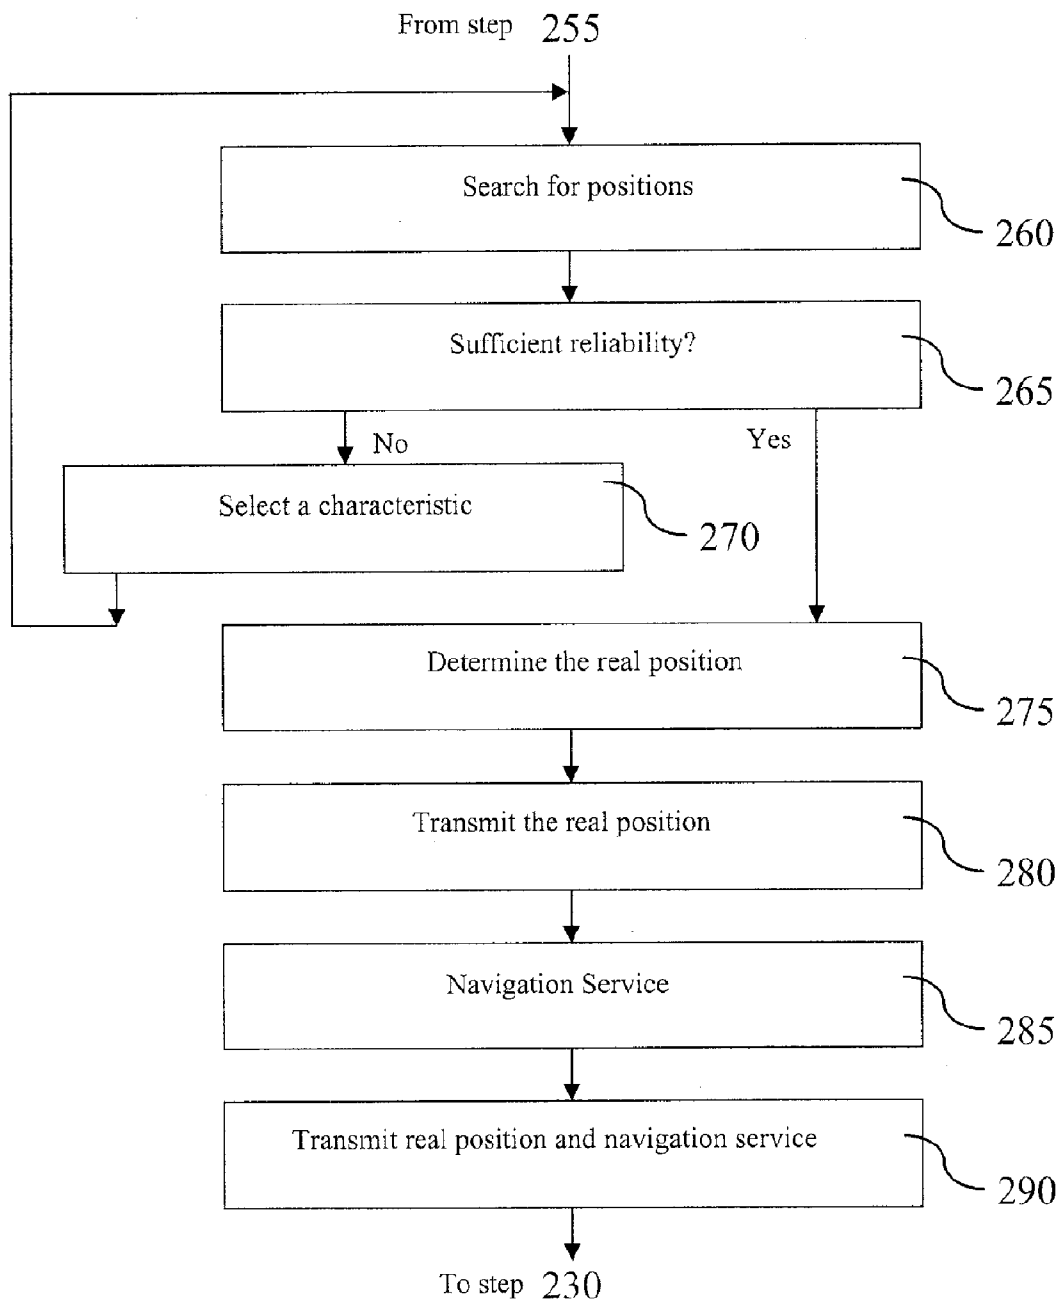 From step 255
Search for positions
260
Sufficient reliability?
265
No
Yes
Select a characteristic
270
Determine the real position
275
Transmit the real position
280
Navigation Service
285
Transmit real position and navigation service
290
To step 230